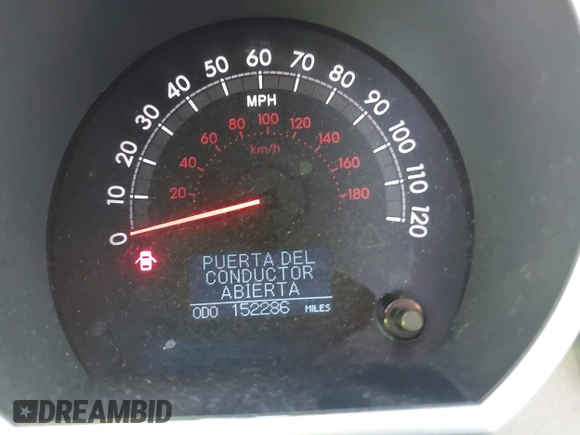 0 10 20 30 40 50 60 70 80 90 100 110 120
MPH
20 40 60 80 100 120 140 160 180
km/h
PUERTA DEL
CONDUCTOR
ABIERTA
ODO 152286 MILES
DREAMBID